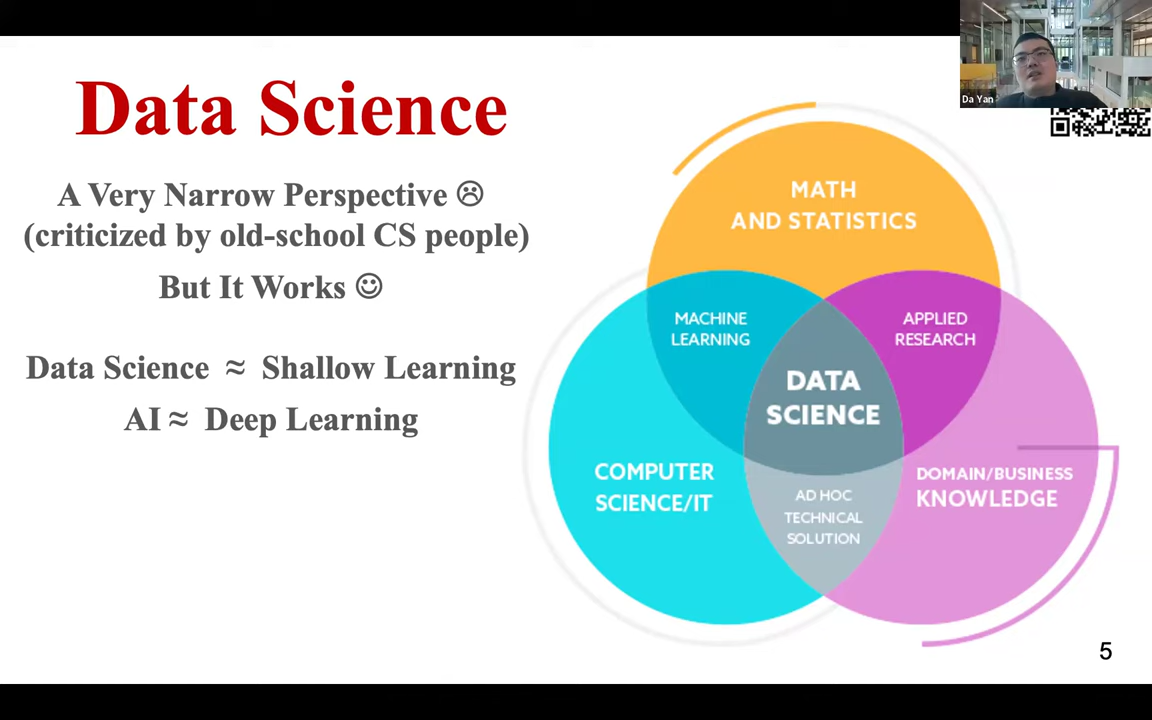 Data Science
A Very Narrow Perspective ☹
(criticized by old-school CS people)
But It Works ☺
Data Science ≈ Shallow Learning
AI ≈ Deep Learning
Da Yan
MATH
AND STATISTICS
MACHINE
LEARNING
APPLIED
RESEARCH
DATA
SCIENCE
COMPUTER
SCIENCE/IT
DOMAIN/BUSINESS
KNOWLEDGE
AD HOC
TECHNICAL
SOLUTION
5